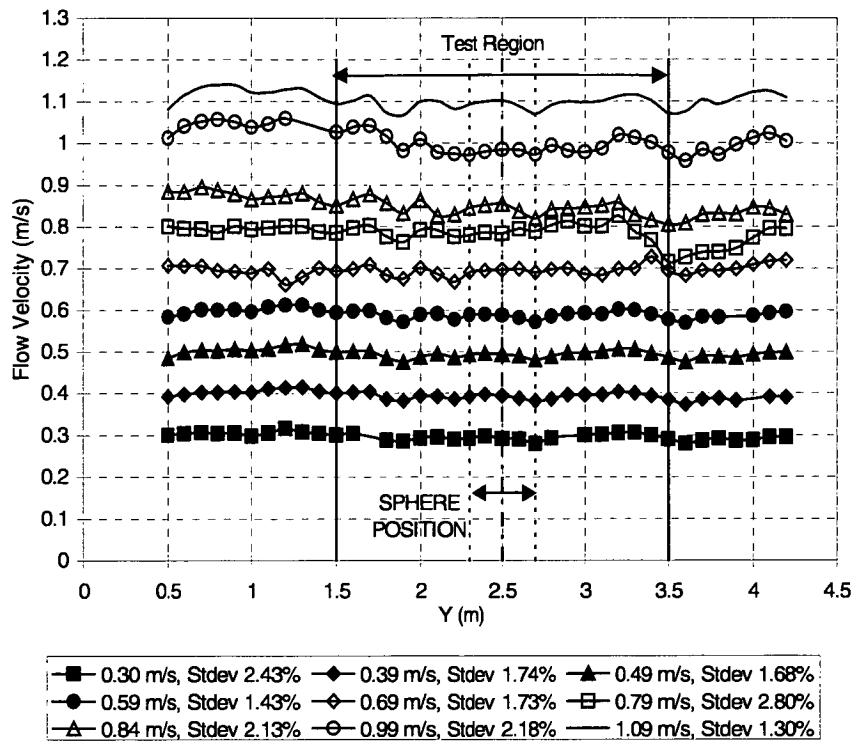 1.3
1.2
1.1
1
0.9
0.8
0.7
0.6
0.5
0.4
0.3
0.2
0.1
0
Flow Velocity (m/s)
Test Region
SPHERE
POSITION
0 0.5 1 1.5 2 2.5 3 3.5 4 4.5
Y (m)
0.30 m/s, Stdev 2.43% 0.39 m/s, Stdev 1.74% 0.49 m/s, Stdev 1.68%
0.59 m/s, Stdev 1.43% 0.69 m/s, Stdev 1.73% 0.79 m/s, Stdev 2.80%
0.84 m/s, Stdev 2.13% 0.99 m/s, Stdev 2.18% 1.09 m/s, Stdev 1.30%